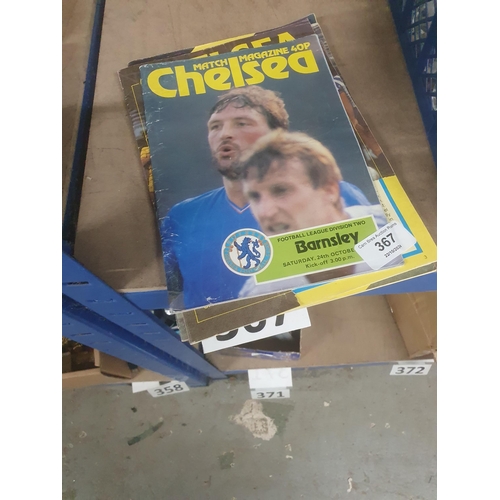 MATCH MAGAZINE 40P
Chelsea
FOOTBALL LEAGUE DIVISION TWO
Barnsley
SATURDAY, 24th OCTOBER
Kick-off 3.00 p.m.
367
367
358
371
372